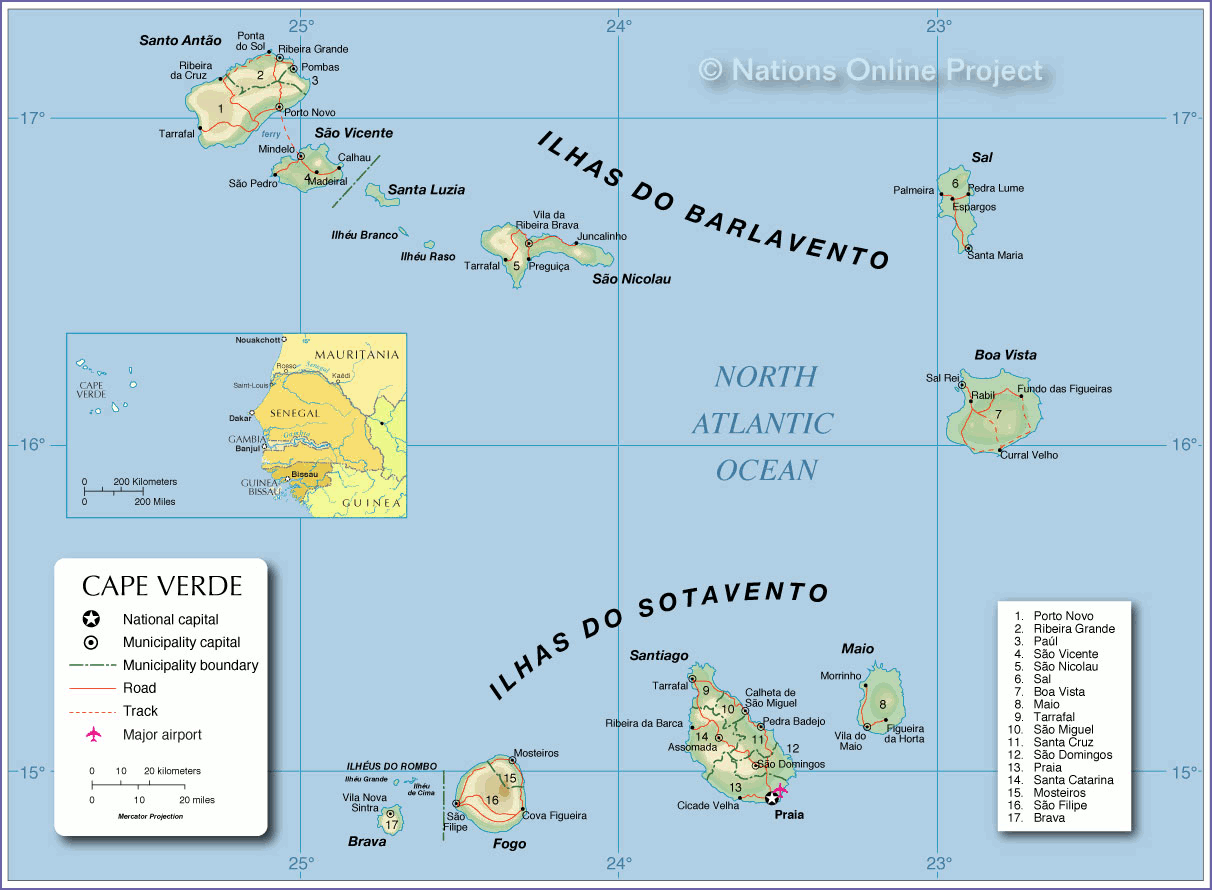 25°
24°
23°
© Nations Online Project
Santo Antão
Ponta
do Sol
Ribeira Grande
Ribeira
da Cruz
Pombas
2
3
1
Porto Novo
17°
17°
Tarrafal
ferry
São Vicente
Mindelo
Calhau
São Pedro
4
Madeiral
Santa Luzia
ILHAS DO BARLAVENTO
Sal
Palmeira
6
Pedra Lume
Espargos
Santa Maria
Ilhéu Branco
Ilhéu Raso
Vila da
Ribeira Brava
Juncalinho
Tarrafal
5
Preguiça
São Nicolau
Nouakchott
MAURITANIA
Rosso
Senegal
Kaédi
Saint-Louis
CAPE
VERDE
Dakar
SENEGAL
GAMBIA
Gambia
Banjul
Bissau
GUINEA
BISSAU
GUINEA
0 200 Kilometers
0 200 Miles
NORTH
ATLANTIC
OCEAN
Boa Vista
Sal Rei
Rabil
Fundo das Figueiras
7
Curral Velho
16°
16°
CAPE VERDE
National capital
Municipality capital
Municipality boundary
Road
Track
Major airport
0 10 20 kilometers
0 10 20 miles
Mercator Projection
ILHAS DO SOTAVENTO
Santiago
Tarrafal
9
Calheta de
São Miguel
10
Ribeira da Barca
Pedra Badejo
14
11
12
Assomada
São Domingos
13
Cicade Velha
Praia
Maio
Morrinho
8
Vila do
Maio
Figueira
da Horta
15°
15°
ILHÉUS DO ROMBO
Ilhéu Grande
Ilhéu
de Cima
Vila Nova
Sintra
17
Brava
Mosteiros
15
16
São
Filipe
Cova Figueira
Fogo
1. Porto Novo
2. Ribeira Grande
3. Paúl
4. São Vicente
5. São Nicolau
6. Sal
7. Boa Vista
8. Maio
9. Tarrafal
10. São Miguel
11. Santa Cruz
12. São Domingos
13. Praia
14. Santa Catarina
15. Mosteiros
16. São Filipe
17. Brava
25°
24°
23°